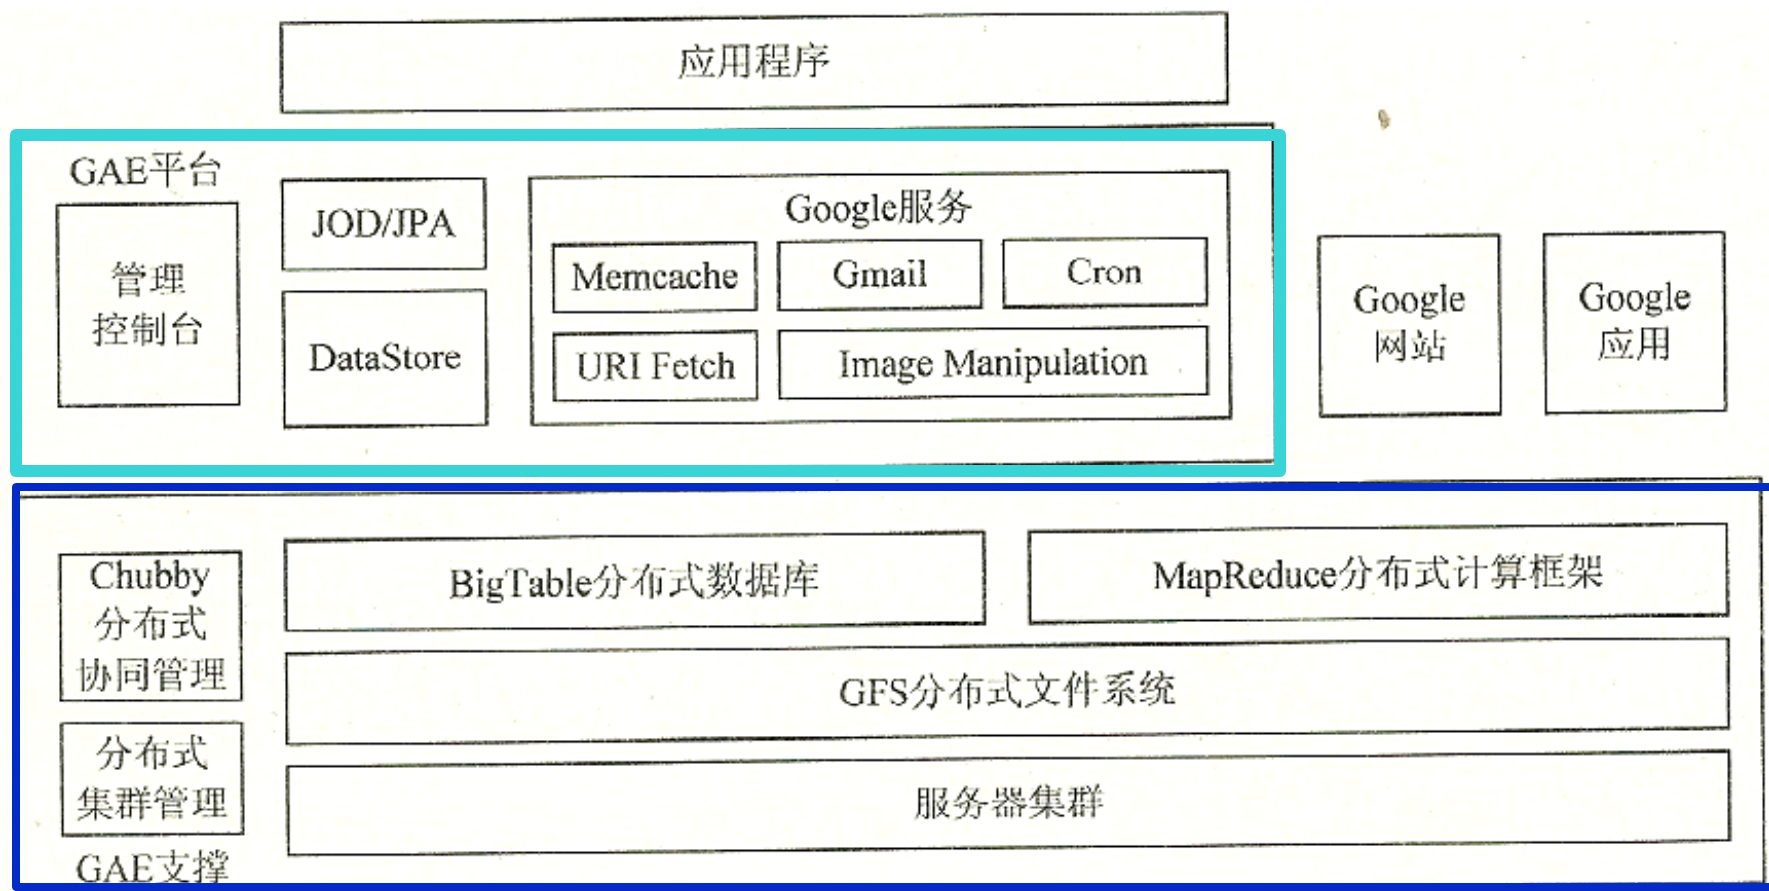 应用程序
GAE平台
管理
控制台
JOD/JPA
DataStore
Google服务
Memcache
Gmail
Cron
URI Fetch
Image Manipulation
Google
网站
Google
应用
Chubby
分布式
协同管理
分布式
集群管理
GAE支撑
BigTable分布式数据库
MapReduce分布式计算框架
GFS分布式文件系统
服务器集群